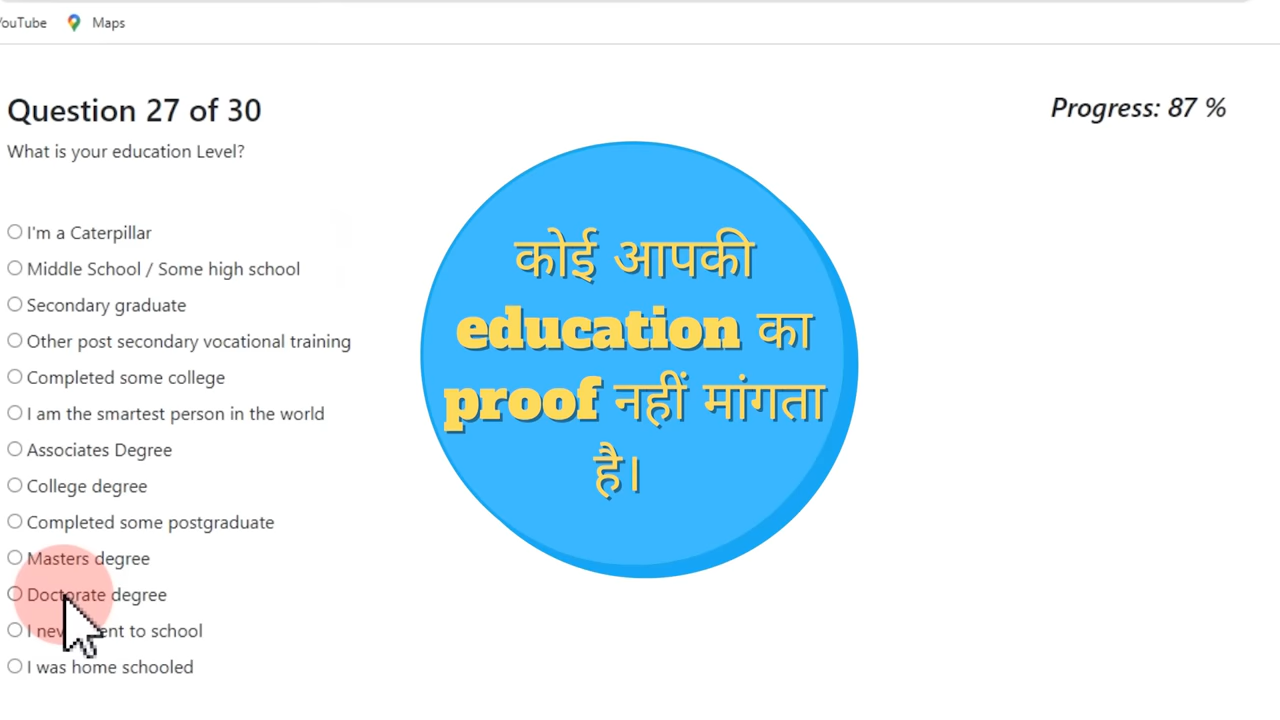 YouTube
Maps
Question 27 of 30
Progress: 87 %
What is your education Level?
I'm a Caterpillar
Middle School / Some high school
Secondary graduate
Other post secondary vocational training
Completed some college
I am the smartest person in the world
Associates Degree
College degree
Completed some postgraduate
Masters degree
Doctorate degree
I nev ent to school
I was home schooled
कोई आपकी
education का
proof नहीं मांगता
है।